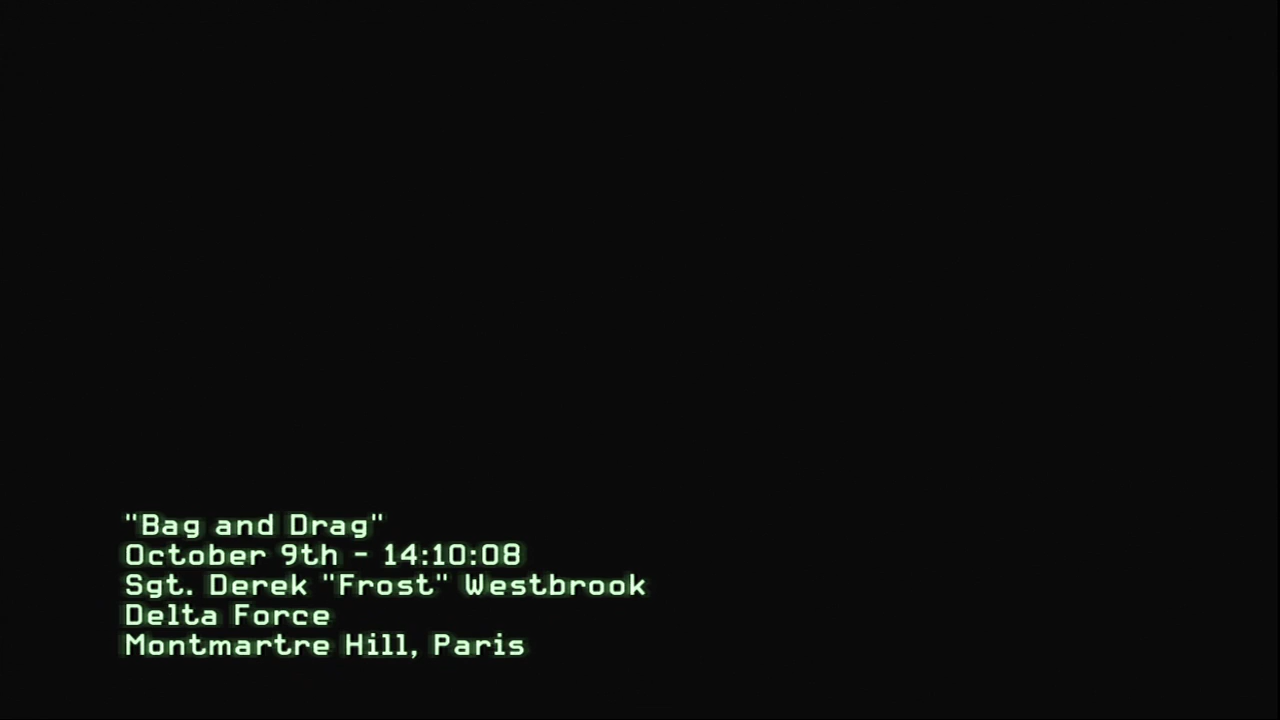 "Bag and Drag"
October 9th - 14:10:08
Sgt. Derek "Frost" Westbrook
Delta Force
Montmartre Hill, Paris